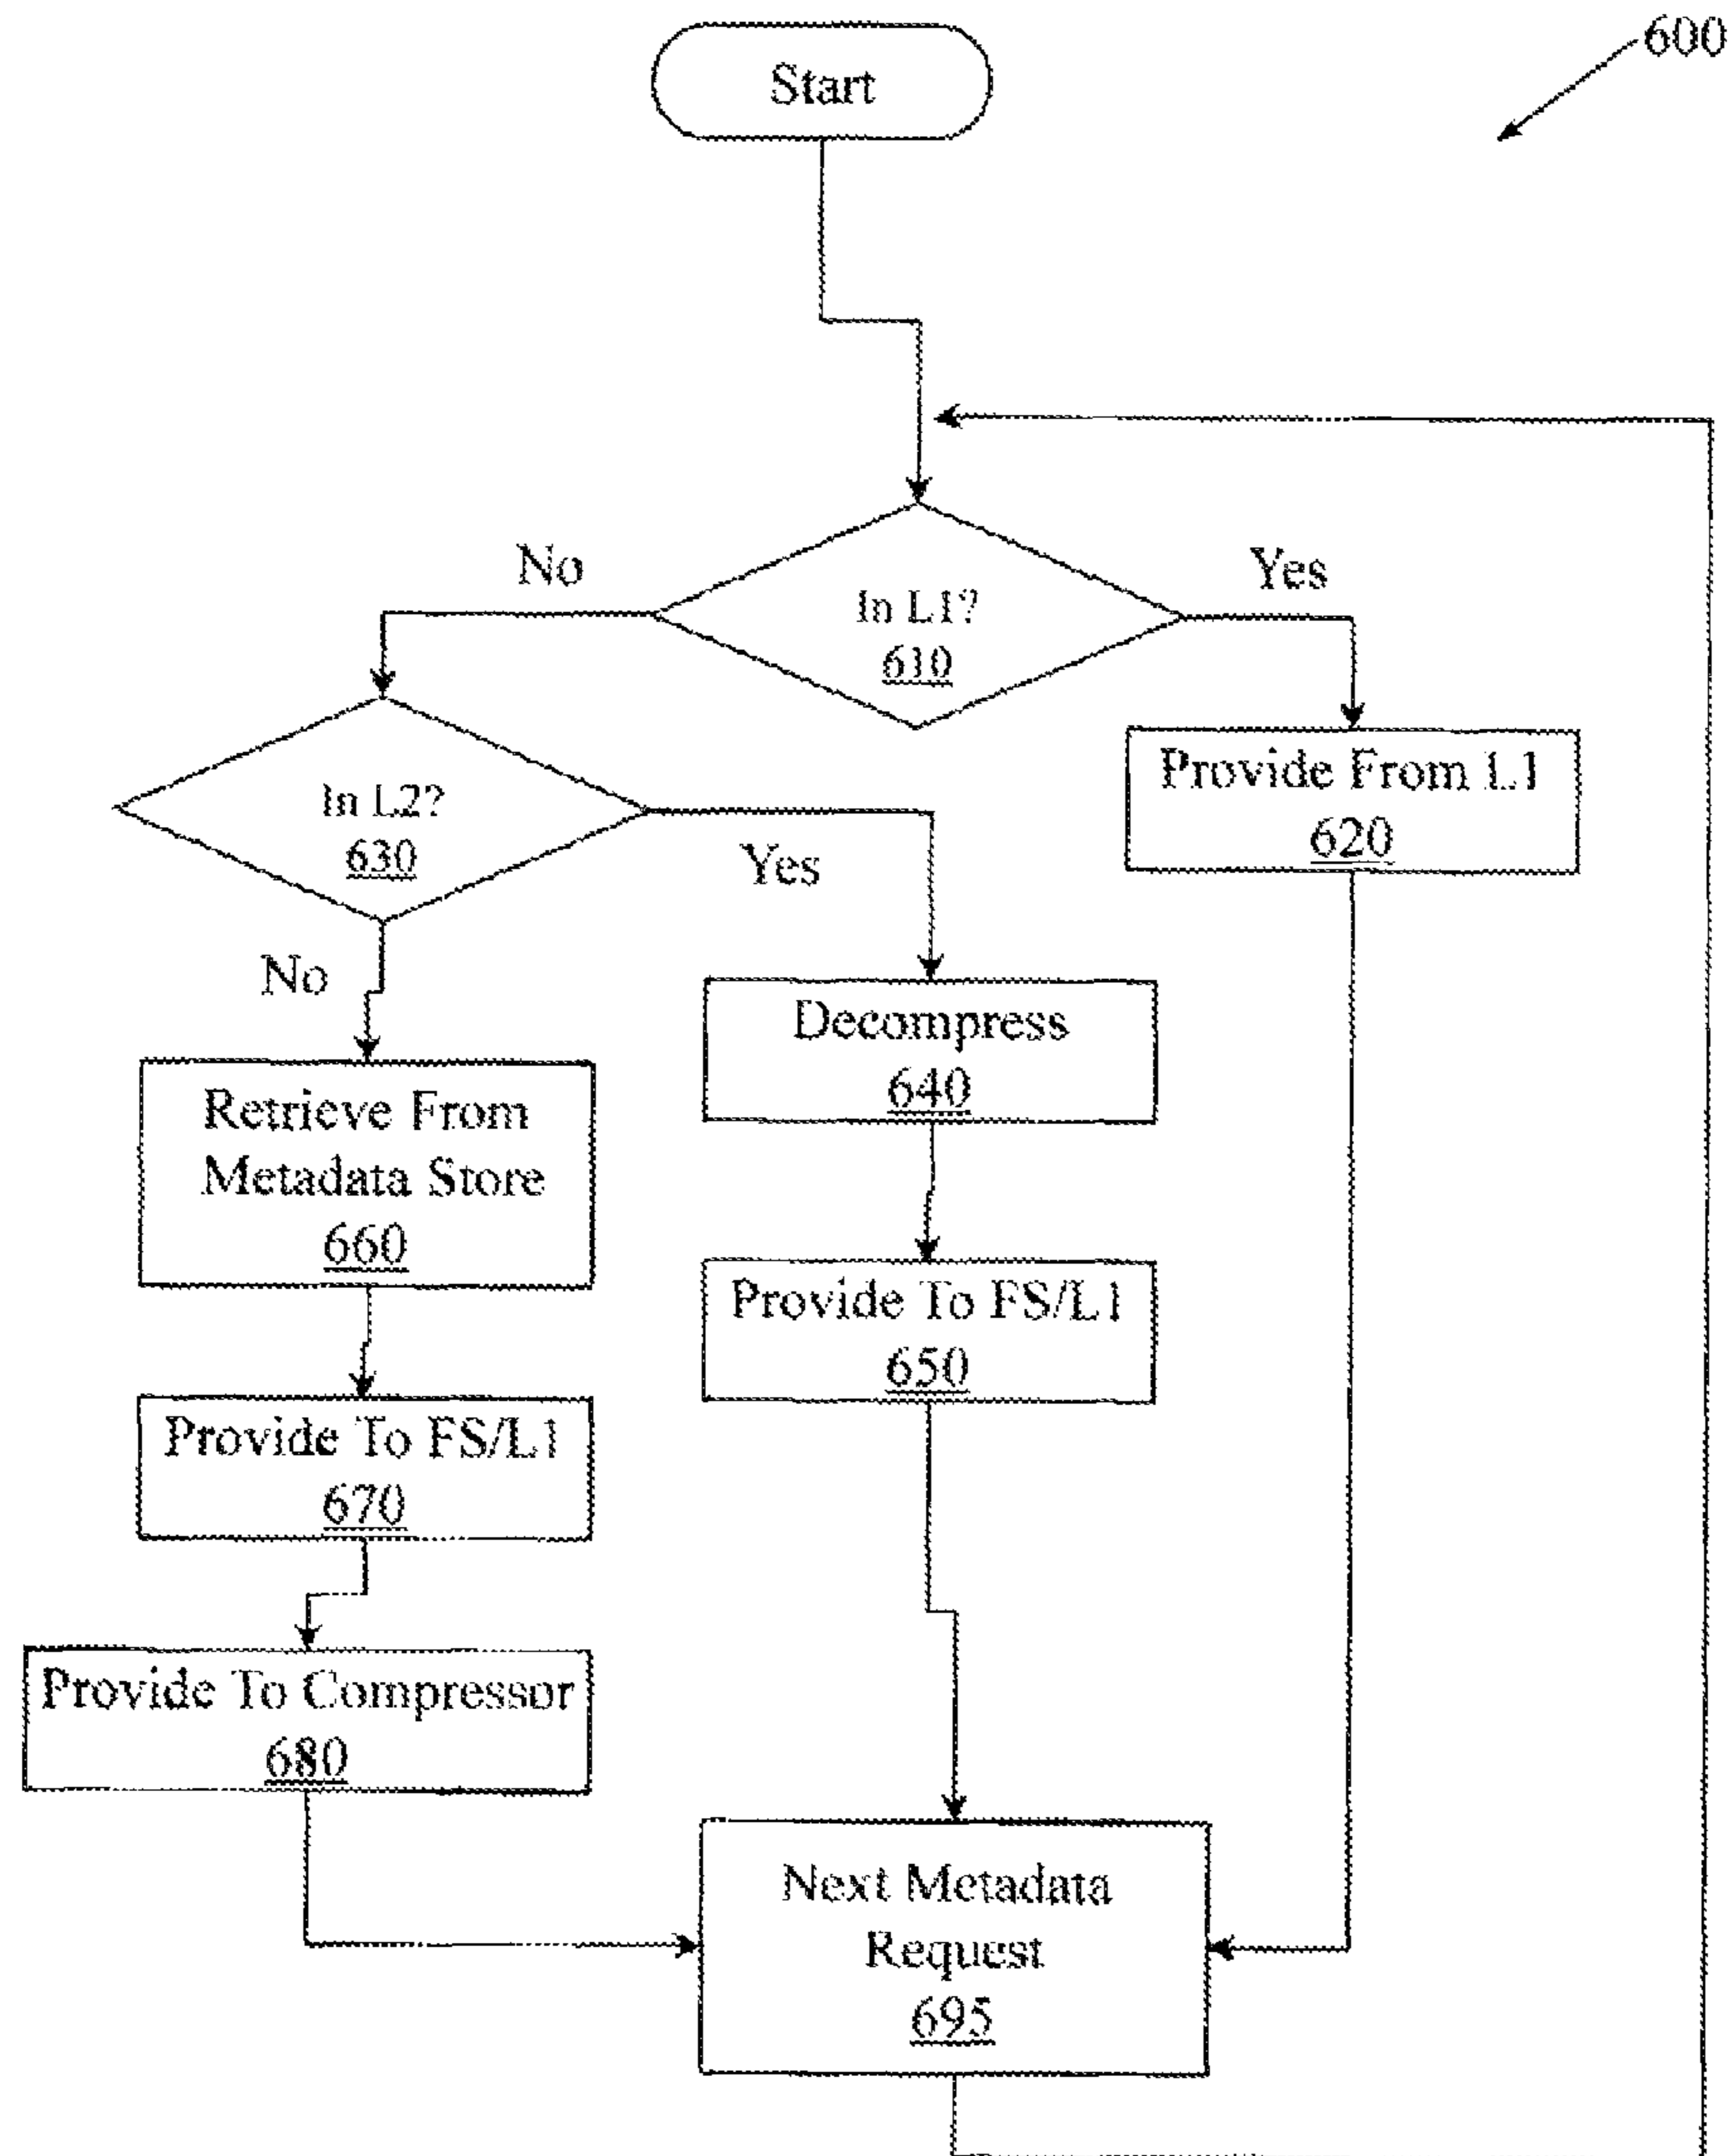 600
Start
No
Yes
In L1?
610
Provide From L1
620
In L2?
630
Yes
No
Decompress
640
Retrieve From
Metadata Store
660
Provide To FS/L1
650
Provide To FS/L1
670
Provide To Compressor
680
Next Metadata
Request
695